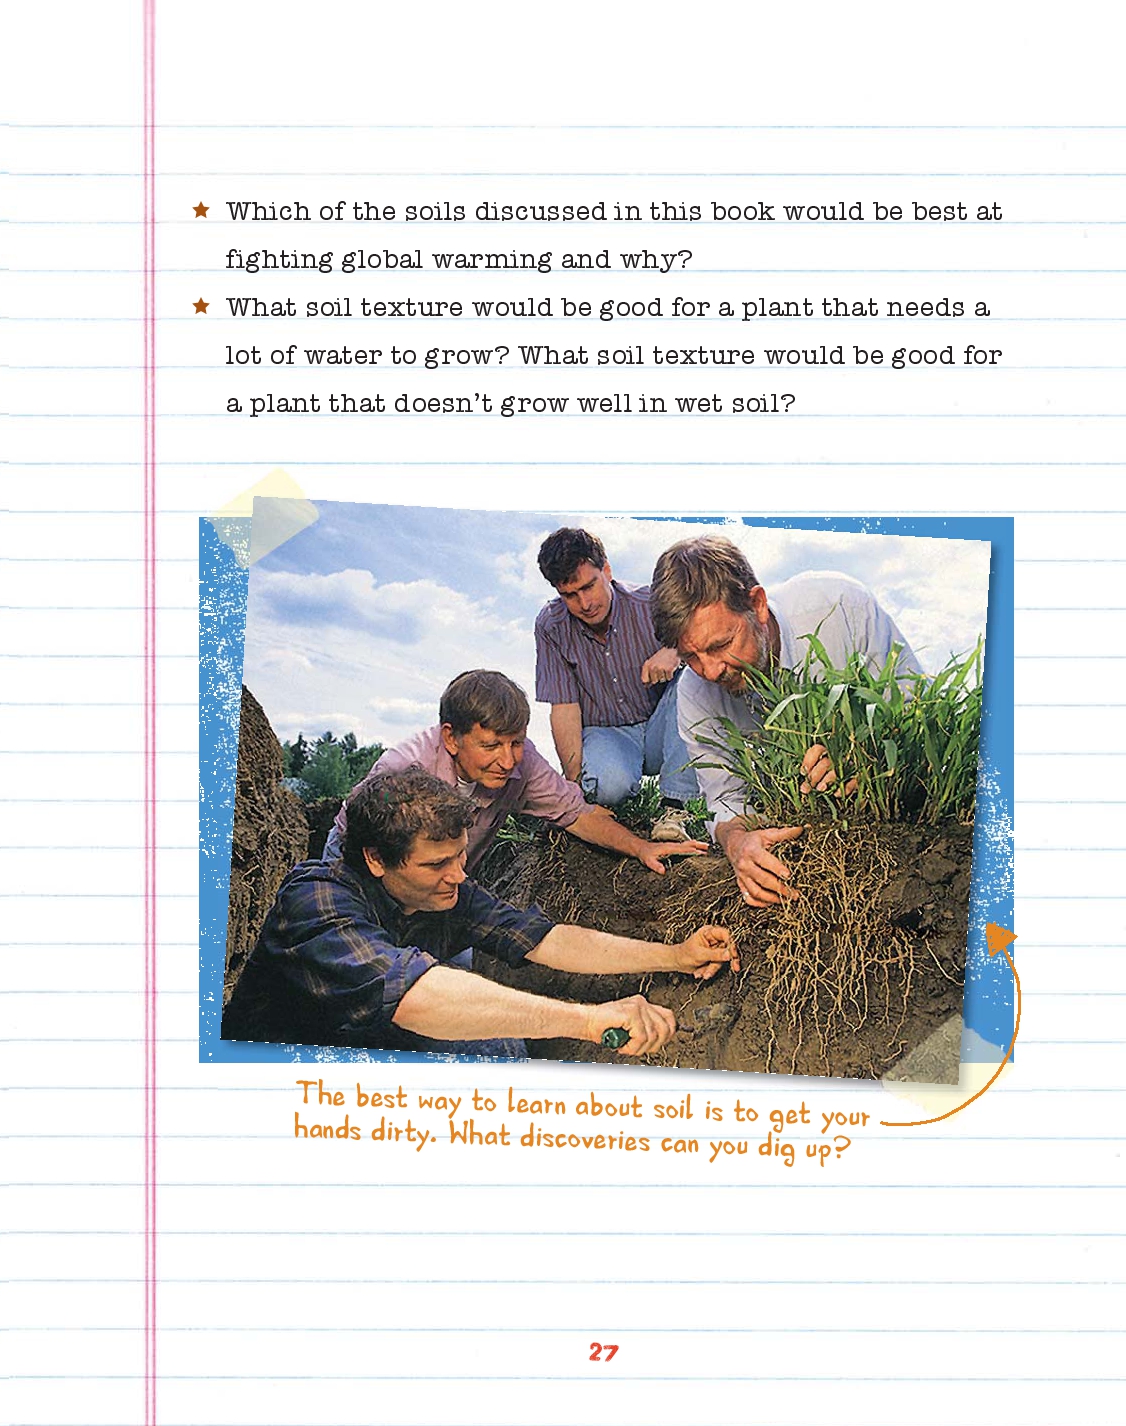 ★ Which of the soils discussed in this book would be best at
fighting global warming and why?
★ What soil texture would be good for a plant that needs a
lot of water to grow? What soil texture would be good for
a plant that doesn't grow well in wet soil?
The best way to learn about soil is to get your
hands dirty. What discoveries can you dig up?
27